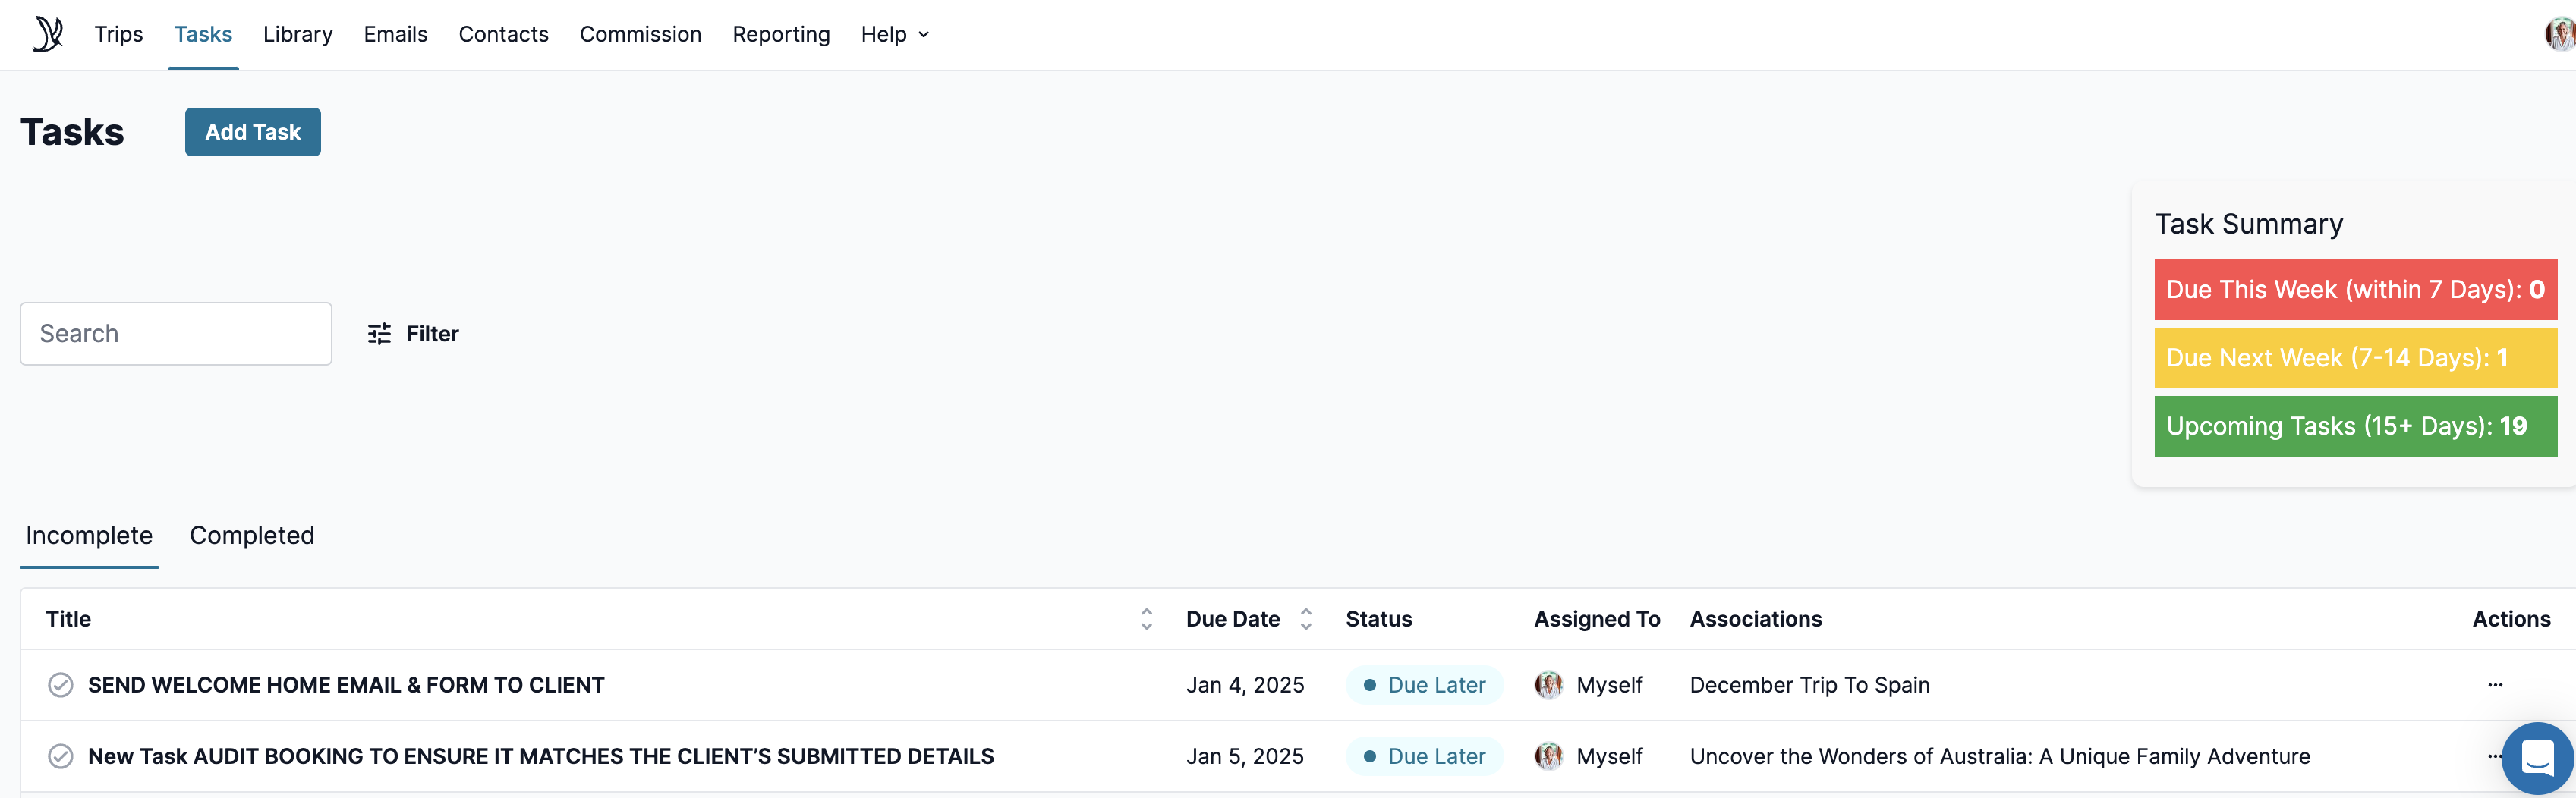 Trips Tasks Library Emails Contacts Commission Reporting Help
Tasks Add Task
Task Summary
Due This Week (within 7 Days): 0
Due Next Week (7-14 Days): 1
Upcoming Tasks (15+ Days): 19
Search Filter
Incomplete Completed
Title Due Date Status Assigned To Associations Actions
SEND WELCOME HOME EMAIL & FORM TO CLIENT Jan 4, 2025 Due Later Myself December Trip To Spain ...
New Task AUDIT BOOKING TO ENSURE IT MATCHES THE CLIENT’S SUBMITTED DETAILS Jan 5, 2025 Due Later Myself Uncover the Wonders of Australia: A Unique Family Adventure ...